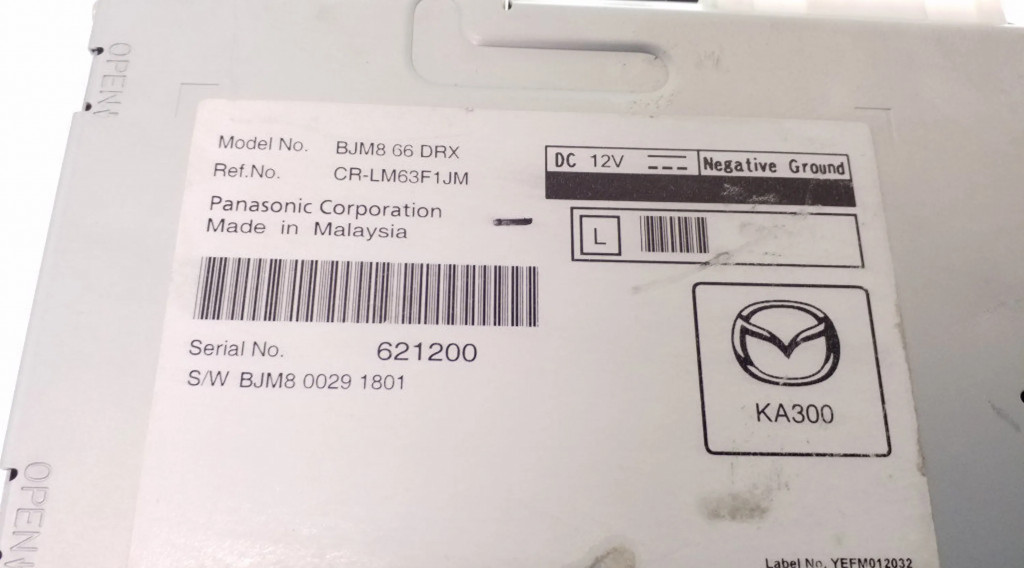 OPEN
Model No. BJM8 66 DRX
Ref.No. CR-LM63F1JM
Panasonic Corporation
Made in Malaysia
DC 12V
Negative Ground
L
Serial No. 621200
S/W BJM8 0029 1801
KA300
OPEN
Label No. YEFM012032